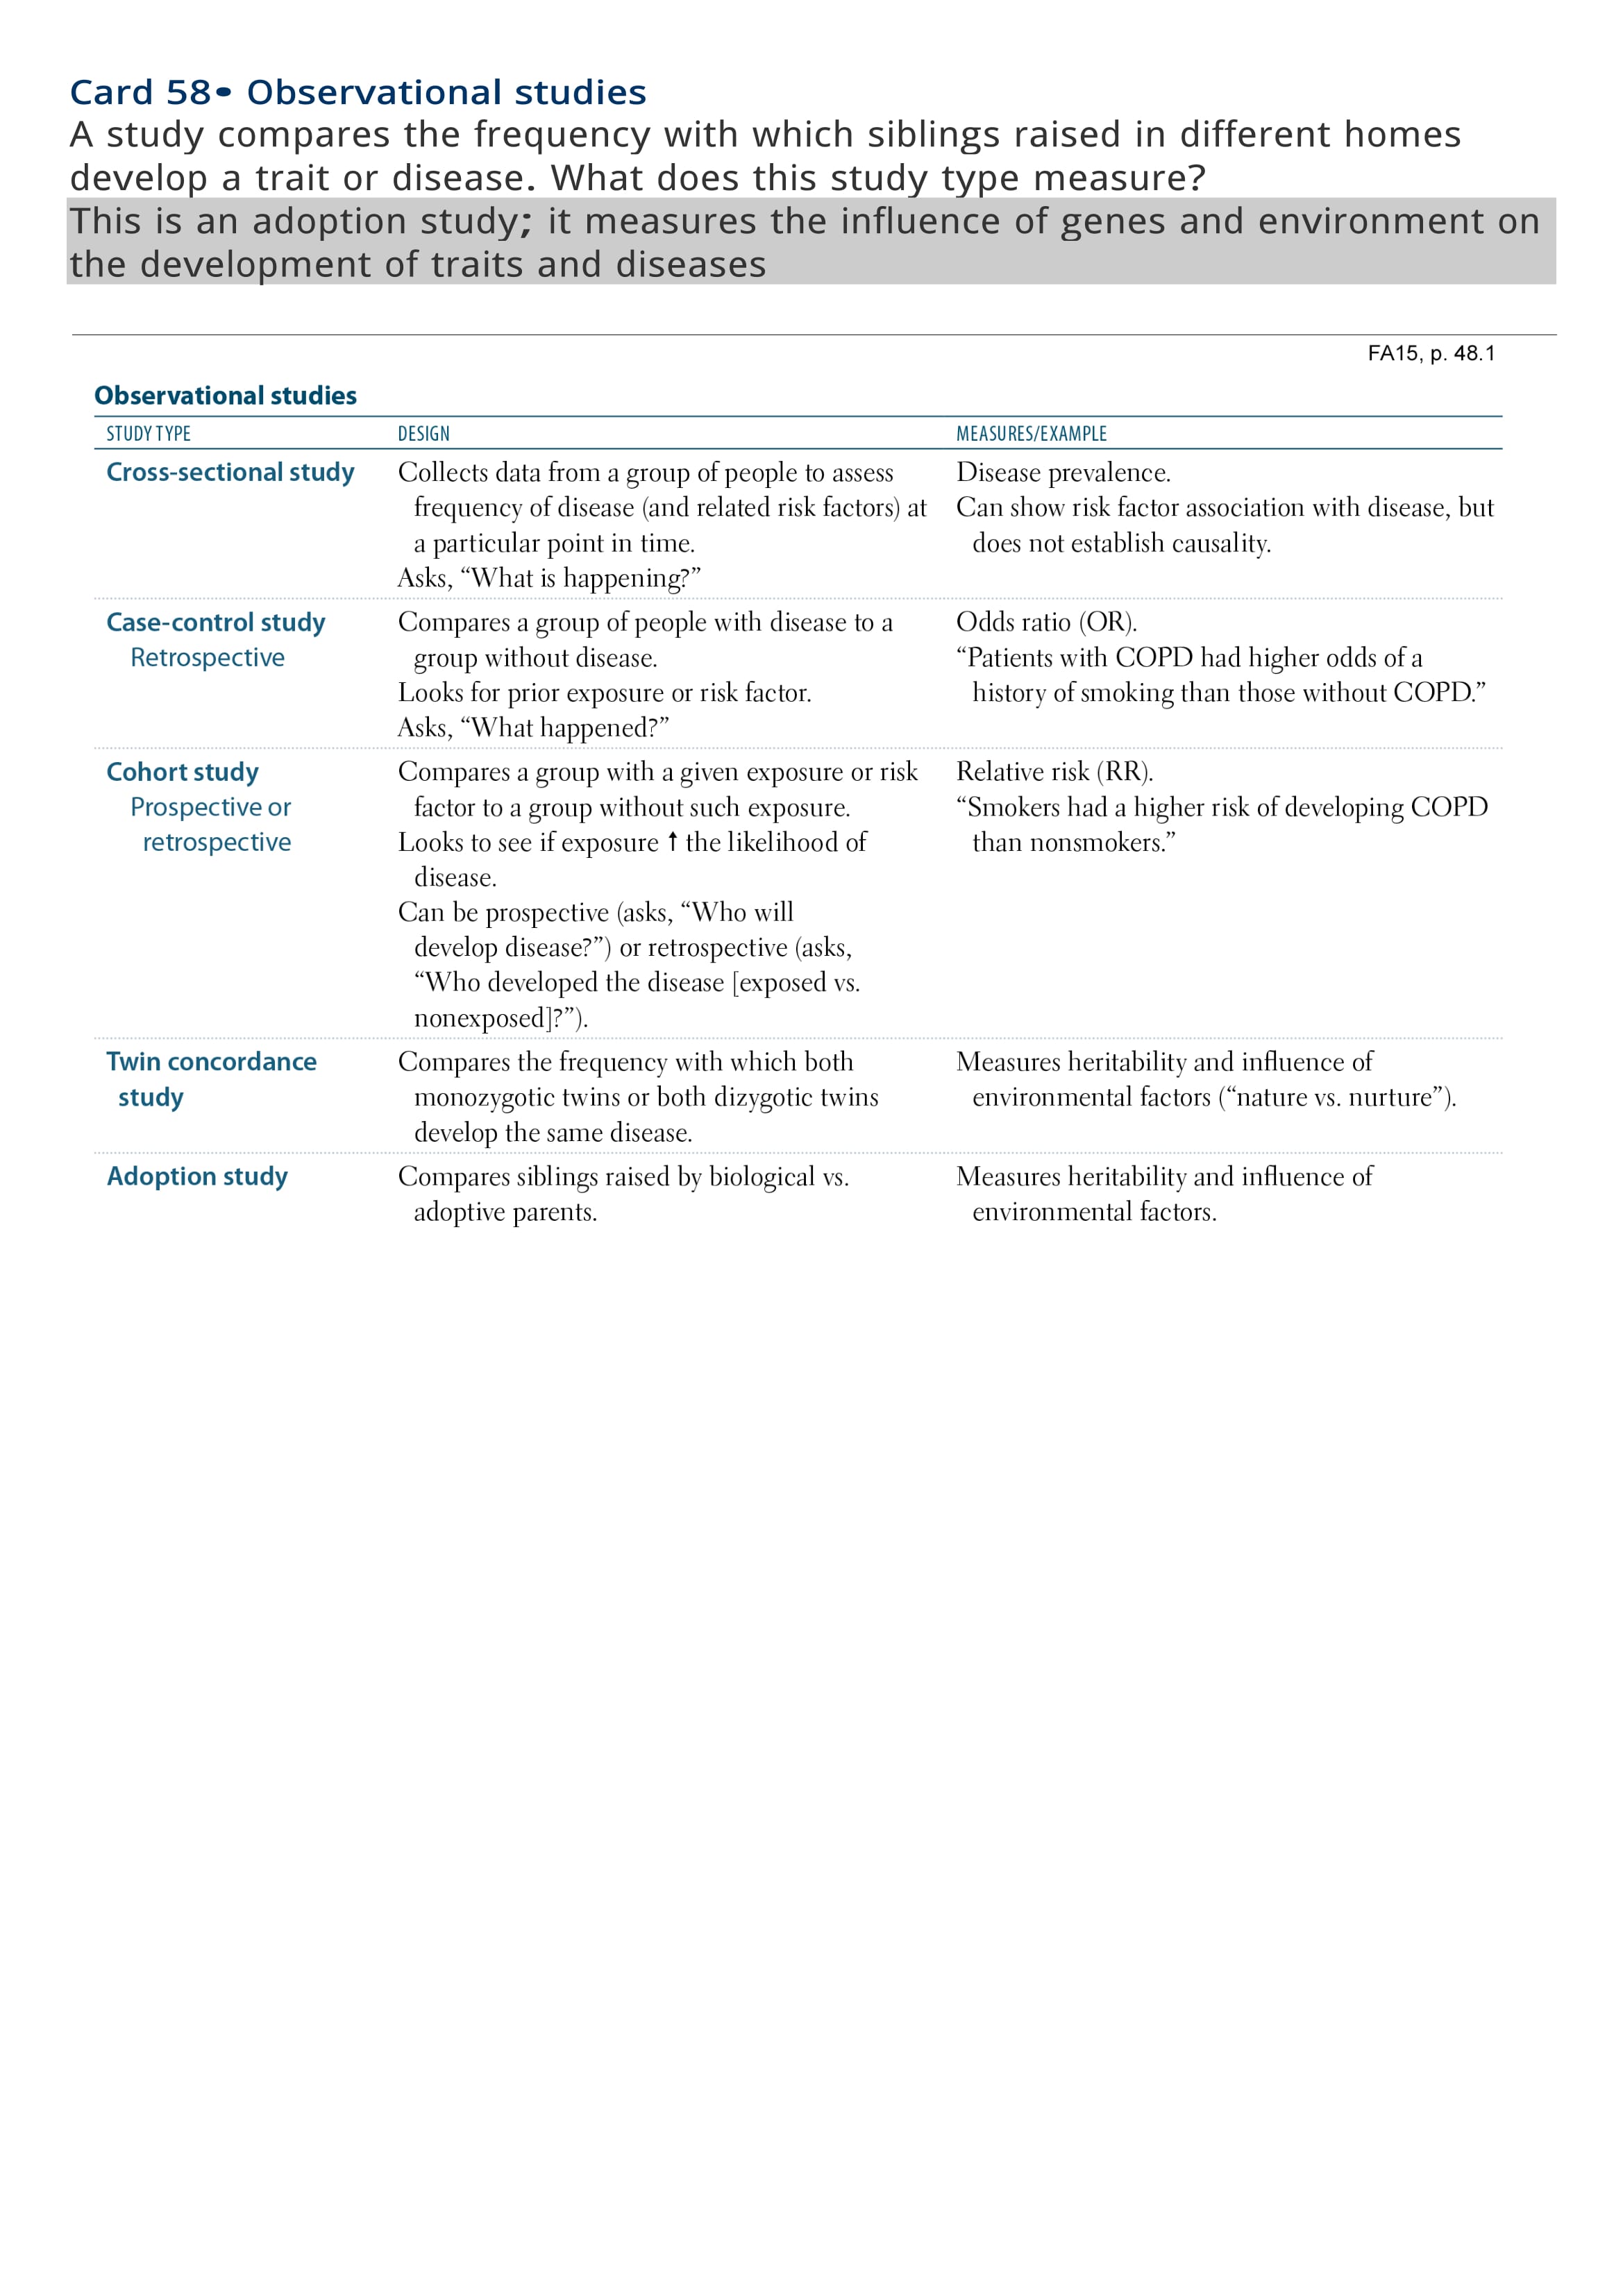 Card 58• Observational studies
A study compares the frequency with which siblings raised in different homes
develop a trait or disease. What does this study type measure?
This is an adoption study; it measures the influence of genes and environment on
the development of traits and diseases
FA15, p. 48.1
Observational studies
STUDY TYPE DESIGN MEASURES/EXAMPLE
Cross-sectional study Collects data from a group of people to assess Disease prevalence.
frequency of disease (and related risk factors) at Can show risk factor association with disease, but
a particular point in time. does not establish causality.
Asks, “What is happening?”
Case-control study Compares a group of people with disease to a Odds ratio (OR).
Retrospective group without disease. “Patients with COPD had higher odds of a
Looks for prior exposure or risk factor. history of smoking than those without COPD.”
Asks, “What happened?”
Cohort study Compares a group with a given exposure or risk Relative risk (RR).
Prospective or factor to a group without such exposure. “Smokers had a higher risk of developing COPD
retrospective Looks to see if exposure ↑ the likelihood of than nonsmokers.”
disease.
Can be prospective (asks, “Who will
develop disease?”) or retrospective (asks,
“Who developed the disease [exposed vs.
nonexposed]?”).
Twin concordance Compares the frequency with which both Measures heritability and influence of
study monozygotic twins or both dizygotic twins environmental factors (“nature vs. nurture”).
develop the same disease.
Adoption study Compares siblings raised by biological vs. Measures heritability and influence of
adoptive parents. environmental factors.